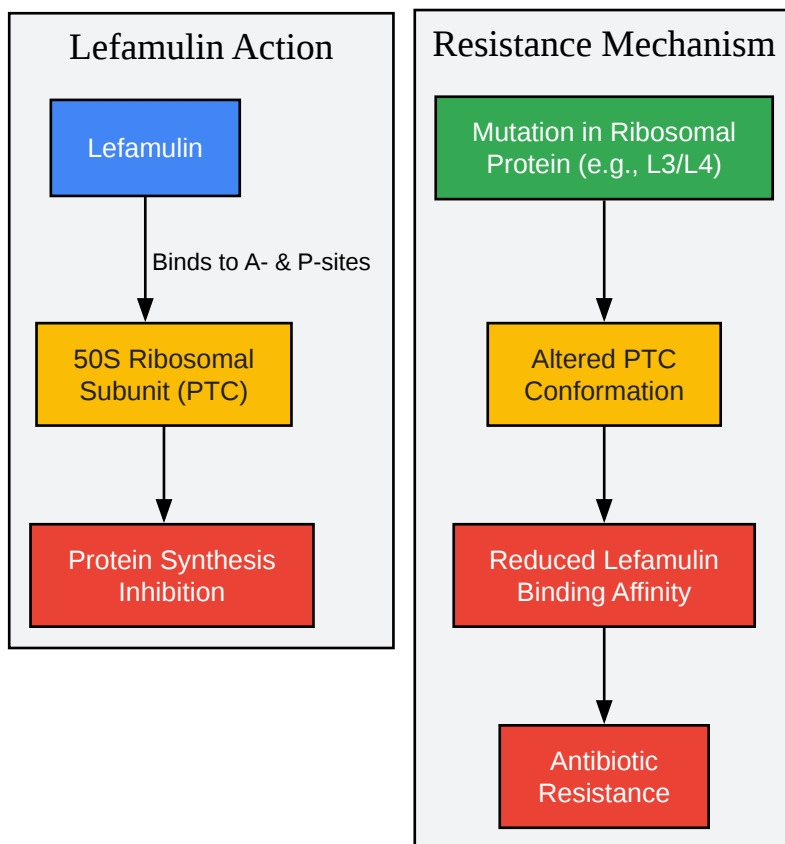 Lefamulin Action
Lefamulin
Binds to A- & P-sites
50S Ribosomal
Subunit (PTC)
Protein Synthesis
Inhibition
Resistance Mechanism
Mutation in Ribosomal
Protein (e.g., L3/L4)
Altered PTC
Conformation
Reduced Lefamulin
Binding Affinity
Antibiotic
Resistance